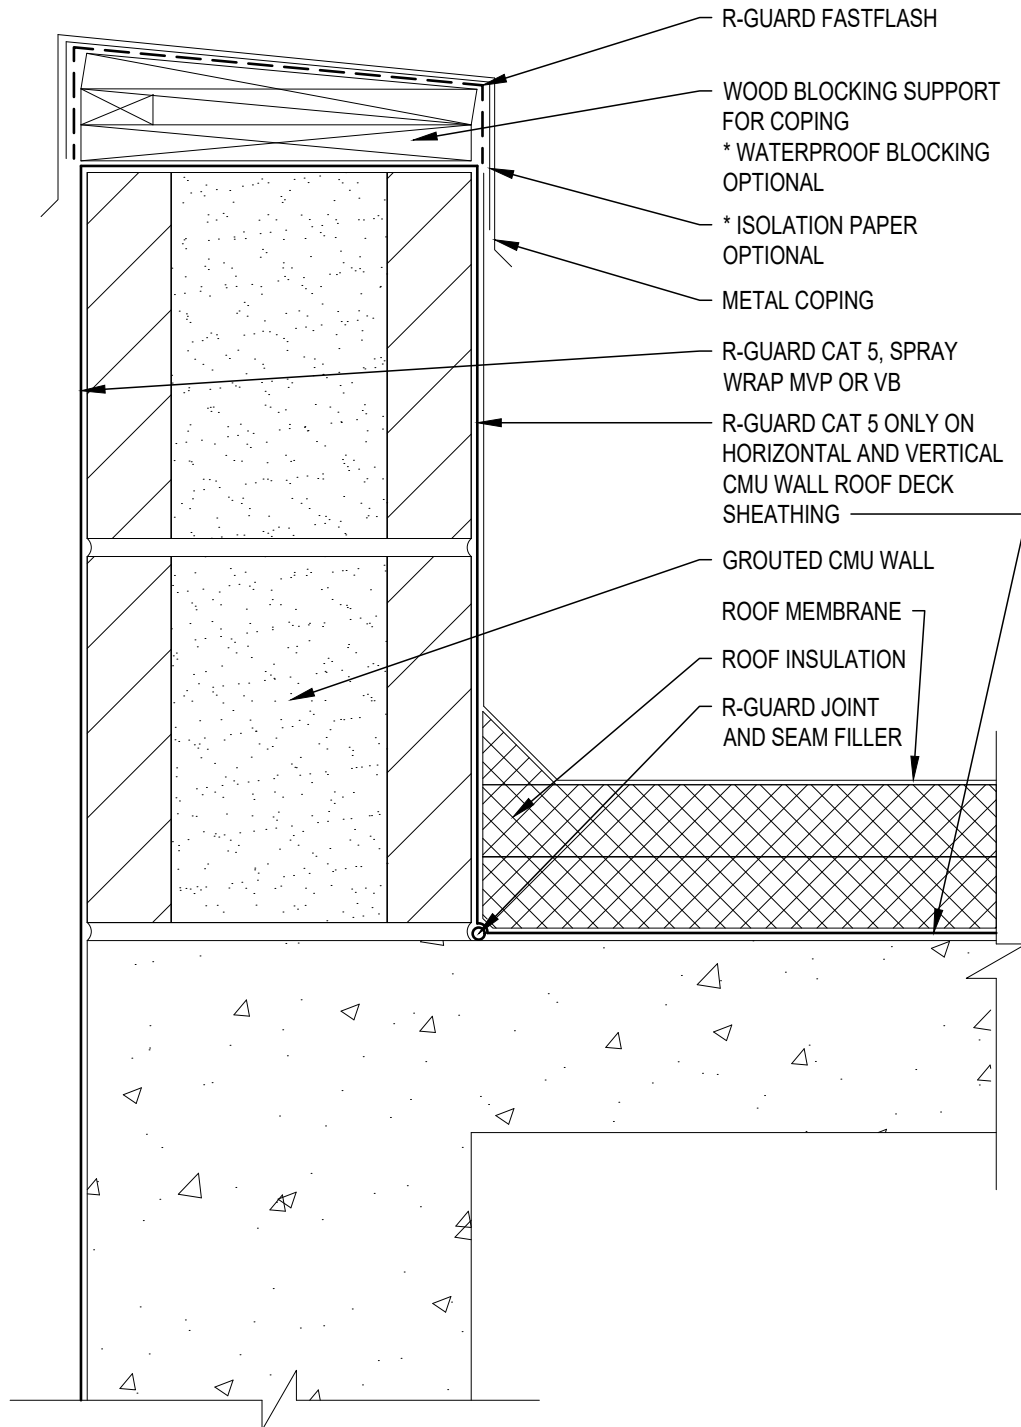 R-GUARD FASTFLASH
WOOD BLOCKING SUPPORT
FOR COPING
* WATERPROOF BLOCKING
OPTIONAL
* ISOLATION PAPER
OPTIONAL
METAL COPING
R-GUARD CAT 5, SPRAY
WRAP MVP OR VB
R-GUARD CAT 5 ONLY ON
HORIZONTAL AND VERTICAL
CMU WALL ROOF DECK
SHEATHING
GROUTED CMU WALL
ROOF MEMBRANE
ROOF INSULATION
R-GUARD JOINT
AND SEAM FILLER